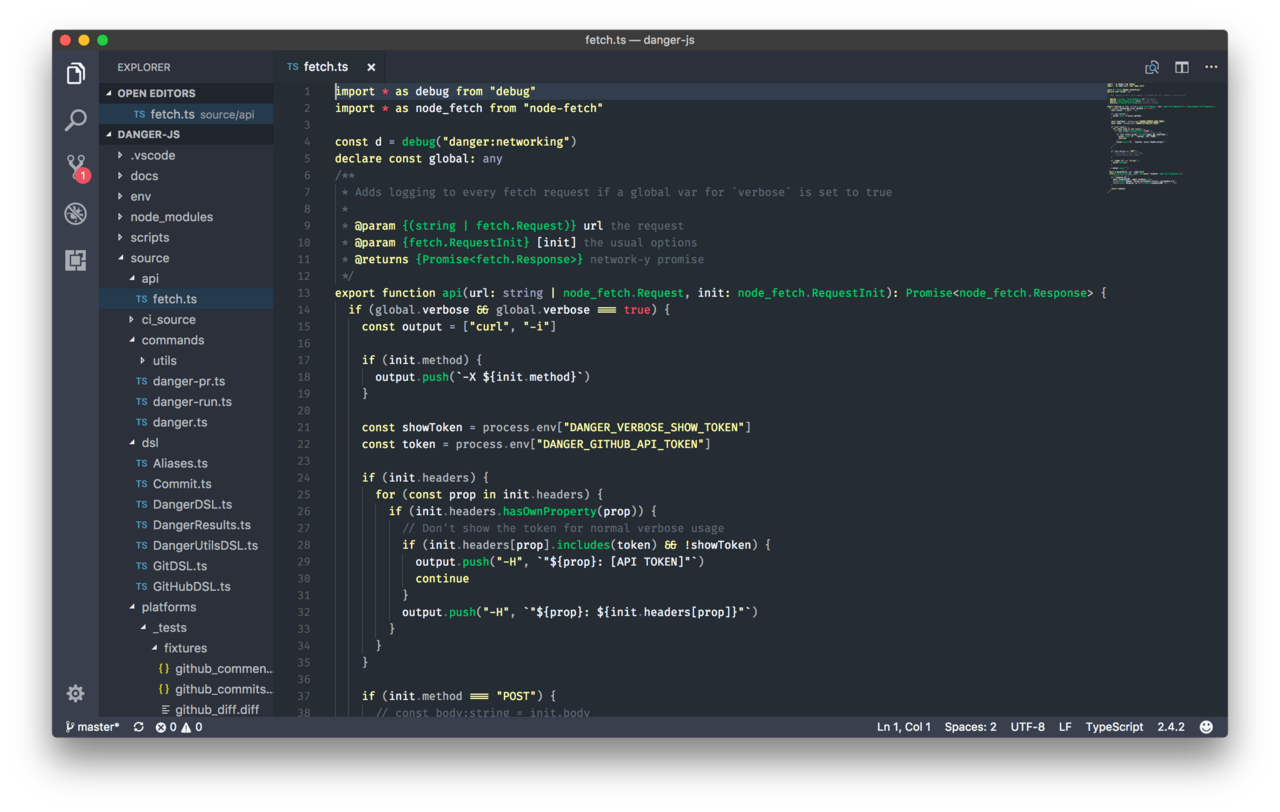 fetch.ts — danger-js
EXPLORER
OPEN EDITORS
TS fetch.ts source/api
DANGER-JS
.vscode
docs
env
node_modules
scripts
source
api
TS fetch.ts
ci_source
commands
utils
TS danger-pr.ts
TS danger-run.ts
TS danger.ts
dsl
TS Aliases.ts
TS Commit.ts
TS DangerDSL.ts
TS DangerResults.ts
TS DangerUtilsDSL.ts
TS GitDSL.ts
TS GitHubDSL.ts
platforms
_tests
fixtures
{} github_commen...
{} github_commits...
github_diff.diff
1
TS fetch.ts ×
1 import * as debug from "debug"
2 import * as node_fetch from "node-fetch"
3
4 const d = debug("danger:networking")
5 declare const global: any
6 /**
7 * Adds logging to every fetch request if a global var for `verbose` is set to true
8 *
9 * @param {(string | fetch.Request)} url the request
10 * @param {fetch.RequestInit} [init] the usual options
11 * @returns {Promise<fetch.Response>} network-y promise
12 */
13 export function api(url: string | node_fetch.Request, init: node_fetch.RequestInit): Promise<node_fetch.Response> {
14 if (global.verbose && global.verbose === true) {
15 const output = ["curl", "-i"]
16
17 if (init.method) {
18 output.push(`-X ${init.method}`)
19 }
20
21 const showToken = process.env["DANGER_VERBOSE_SHOW_TOKEN"]
22 const token = process.env["DANGER_GITHUB_API_TOKEN"]
23
24 if (init.headers) {
25 for (const prop in init.headers) {
26 if (init.headers.hasOwnProperty(prop)) {
27 // Don't show the token for normal verbose usage
28 if (init.headers[prop].includes(token) && !showToken) {
29 output.push("-H", `"${prop}: [API TOKEN]"`)
30 continue
31 }
32 output.push("-H", `"${prop}: ${init.headers[prop]}"`)
33 }
34 }
35 }
36
37 if (init.method === "POST") {
38 // const body:string = init.body
master* 0 0
Ln 1, Col 1 Spaces: 2 UTF-8 LF TypeScript 2.4.2